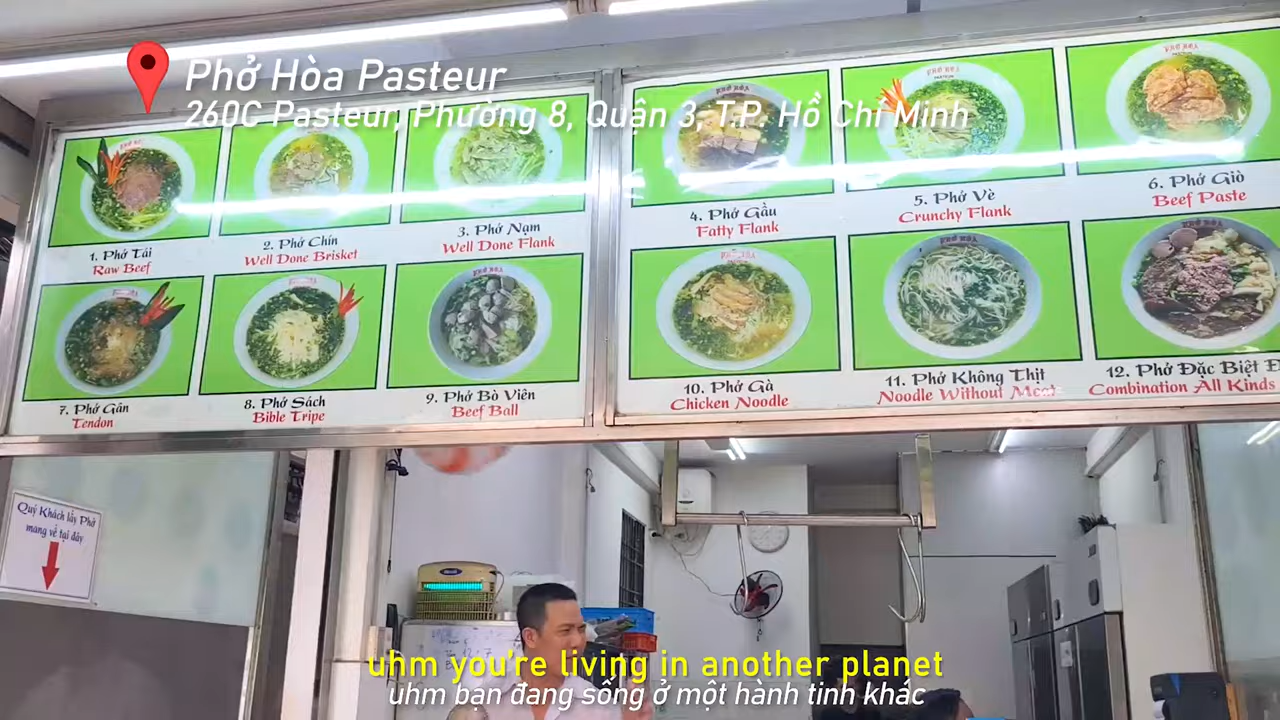 Phở Hòa Pasteur
260C Pasteur, Phường 8, Quận 3, T.P. Hồ Chí Minh
1. Phở Tái
Raw Beef
2. Phở Chín
Well Done Brisket
3. Phở Nạm
Well Done Flank
4. Phở Gầu
Fatty Flank
5. Phở Vè
Crunchy Flank
6. Phở Giò
Beef Paste
7. Phở Gân
Tendon
8. Phở Sách
Bible Tripe
9. Phở Bò Viên
Beef Ball
10. Phở Gà
Chicken Noodle
11. Phở Không Thịt
Noodle Without Meat
12. Phở Đặc Biệt Đ
Combination All Kinds
Quý Khách lấy Phở
mang về tại đây
uhm you're living in another planet
uhm bạn đang sống ở một hành tinh khác